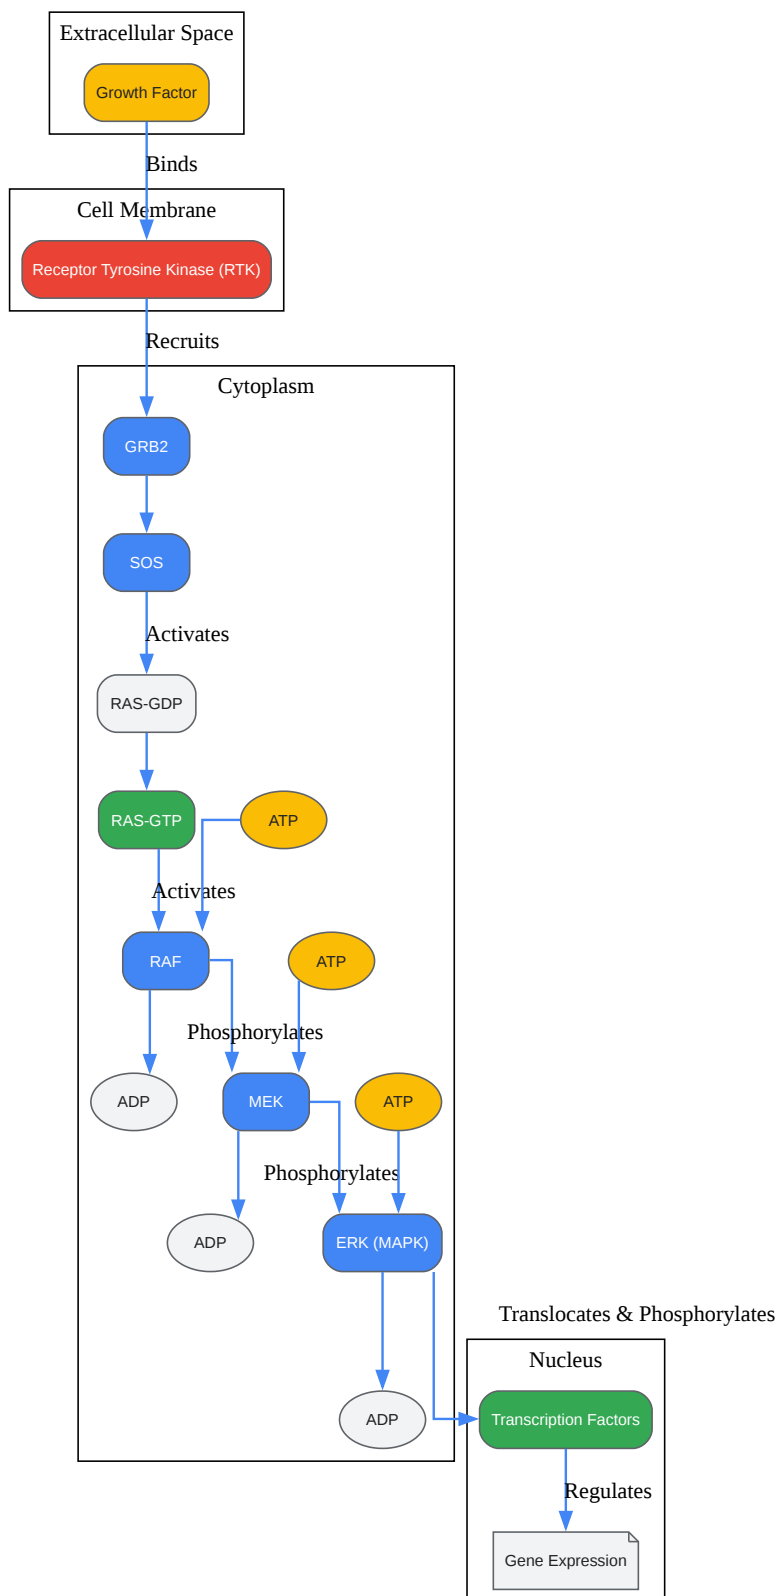 Extracellular Space
Growth Factor
Binds
Cell Membrane
Receptor Tyrosine Kinase (RTK)
Recruits
Cytoplasm
GRB2
SOS
Activates
RAS-GDP
RAS-GTP
ATP
Activates
RAF
ATP
Phosphorylates
ADP
MEK
ATP
Phosphorylates
ADP
ERK (MAPK)
Translocates & Phosphorylates
Nucleus
ADP
Transcription Factors
Regulates
Gene Expression